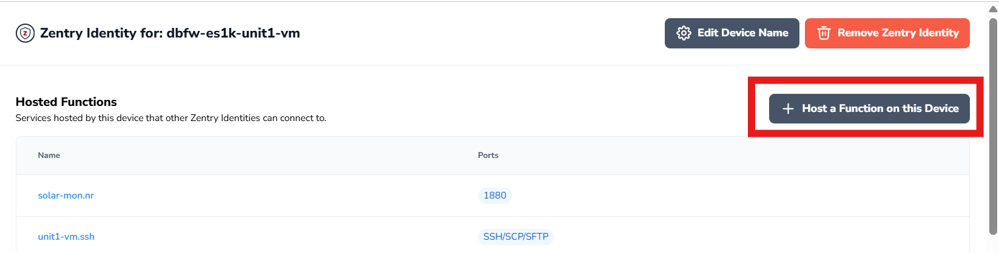 Z
Zentry Identity for: dbfw-es1k-unit1-vm
Edit Device Name
Remove Zentry Identity
Hosted Functions
Services hosted by this device that other Zentry Identities can connect to.
Host a Function on this Device
Name Ports
solar-mon.nr 1880
unit1-vm.ssh SSH/SCP/SFTP